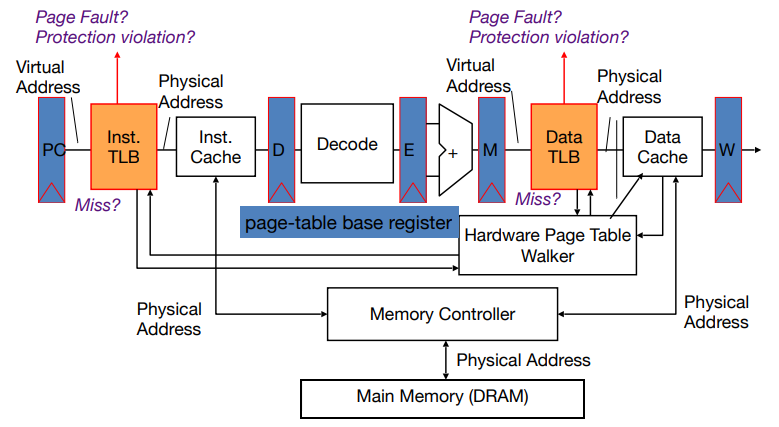 Page Fault?
Protection violation?
Page Fault?
Protection violation?
Virtual
Address
Physical
Address
Virtual
Address
Physical
Address
PC
Inst.
TLB
Inst.
Cache
D
Decode
E
+
M
Data
TLB
Data
Cache
W
Miss?
Miss?
page-table base register
Hardware Page Table
Walker
Physical
Address
Memory Controller
Physical
Address
Physical Address
Main Memory (DRAM)